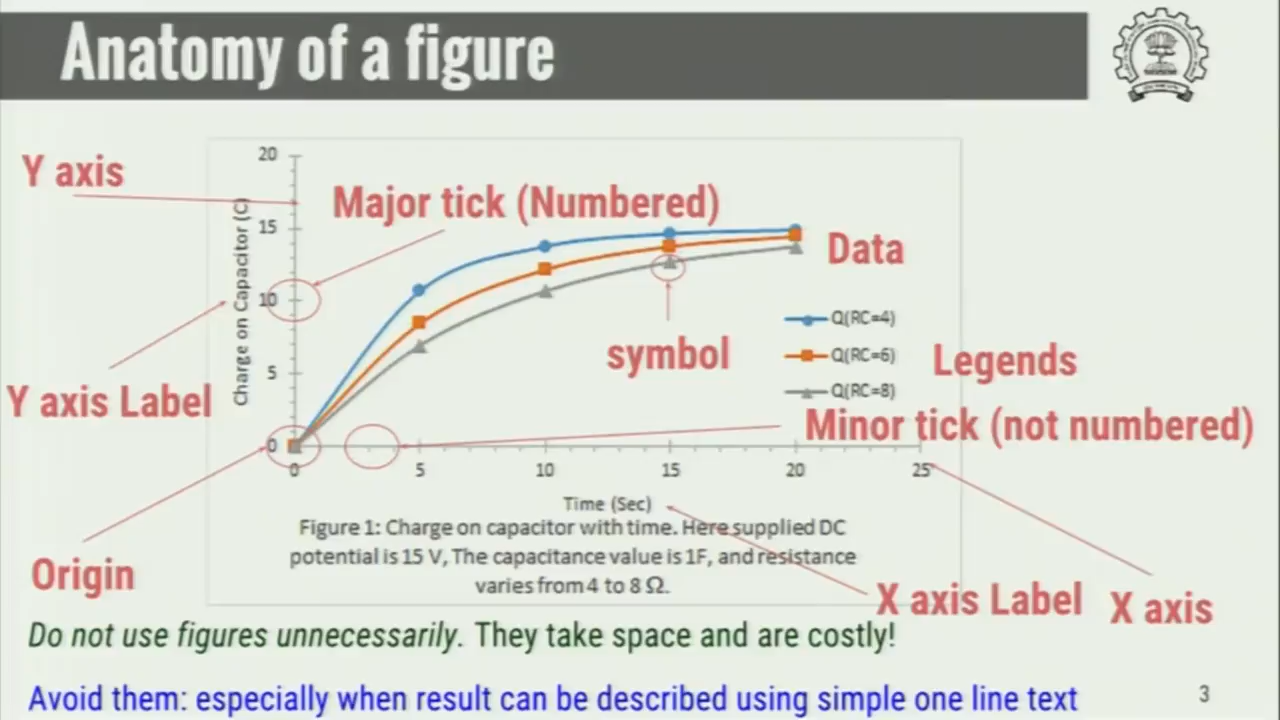 Anatomy of a figure
Y axis
20
Major tick (Numbered)
15
Data
10
Charge on Capacitor (C)
Q(RC=4)
symbol
Q(RC=6)
Legends
5
Q(RC=8)
Y axis Label
Minor tick (not numbered)
0
0 5 10 15 20 25
Time (Sec)
Figure 1: Charge on capacitor with time. Here supplied DC
potential is 15 V, The capacitance value is 1F, and resistance
varies from 4 to 8 Ω.
Origin
X axis Label
X axis
Do not use figures unnecessarily. They take space and are costly!
Avoid them: especially when result can be described using simple one line text
3